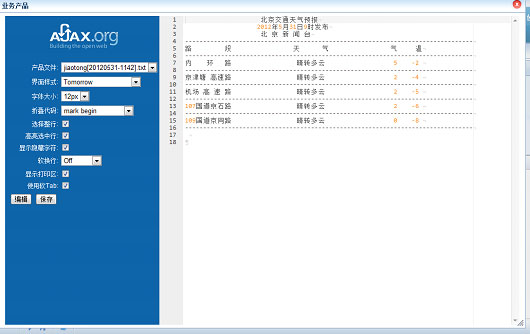 业务产品
AJAX.org
Building the open web
产品文件: jiaotong[20120531-1142].txt
界面样式: Tomorrow
字体大小: 12px
折叠代码: mark begin
选择整行:
高亮选中行:
显示隐藏字符:
软换行: Off
显示打印区:
使用软Tab:
编辑 保存
1 北京交通天气预报
2 2012年5月31日9时发布
3 北 京 新 闻 台
4
5 路 段 天 气 气 温
6
7 内 环 路 晴转多云 5 -2
8
9 京津塘 高速路 晴转多云 2 -4
10
11 机场 高 速 路 晴转多云 2 -5
12
13 107国道京石路 晴转多云 2 -6
14
15 109国道京网路 晴转多云 0 -8
16
17
18